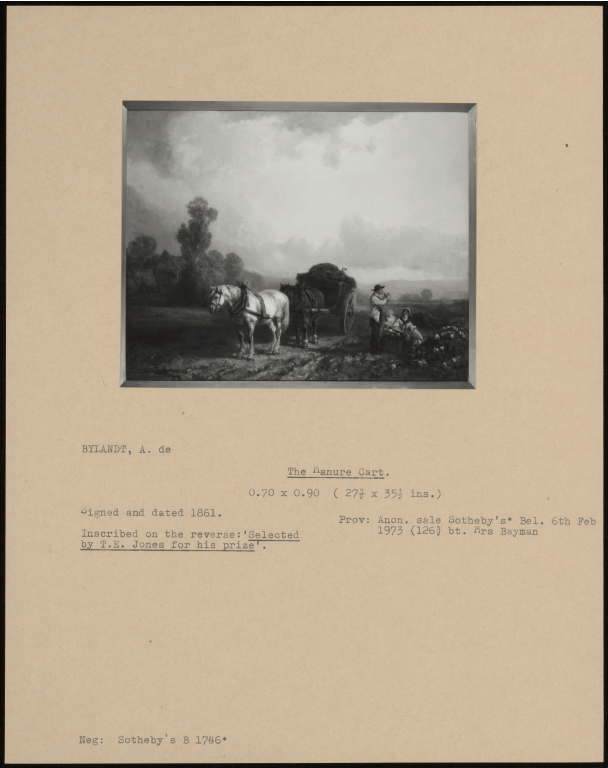 BYLANDT, A. de
The Manure Cart.
0.70 x 0.90 ( 27½ x 35½ ins.)
Signed and dated 1861.
Inscribed on the reverse:'Selected
by T.E. Jones for his prize'.
Prov: Anon. sale Sotheby's* Bel. 6th Feb
1973 (126) bt. Mrs Bayman
Neg: Sotheby's B 1746*